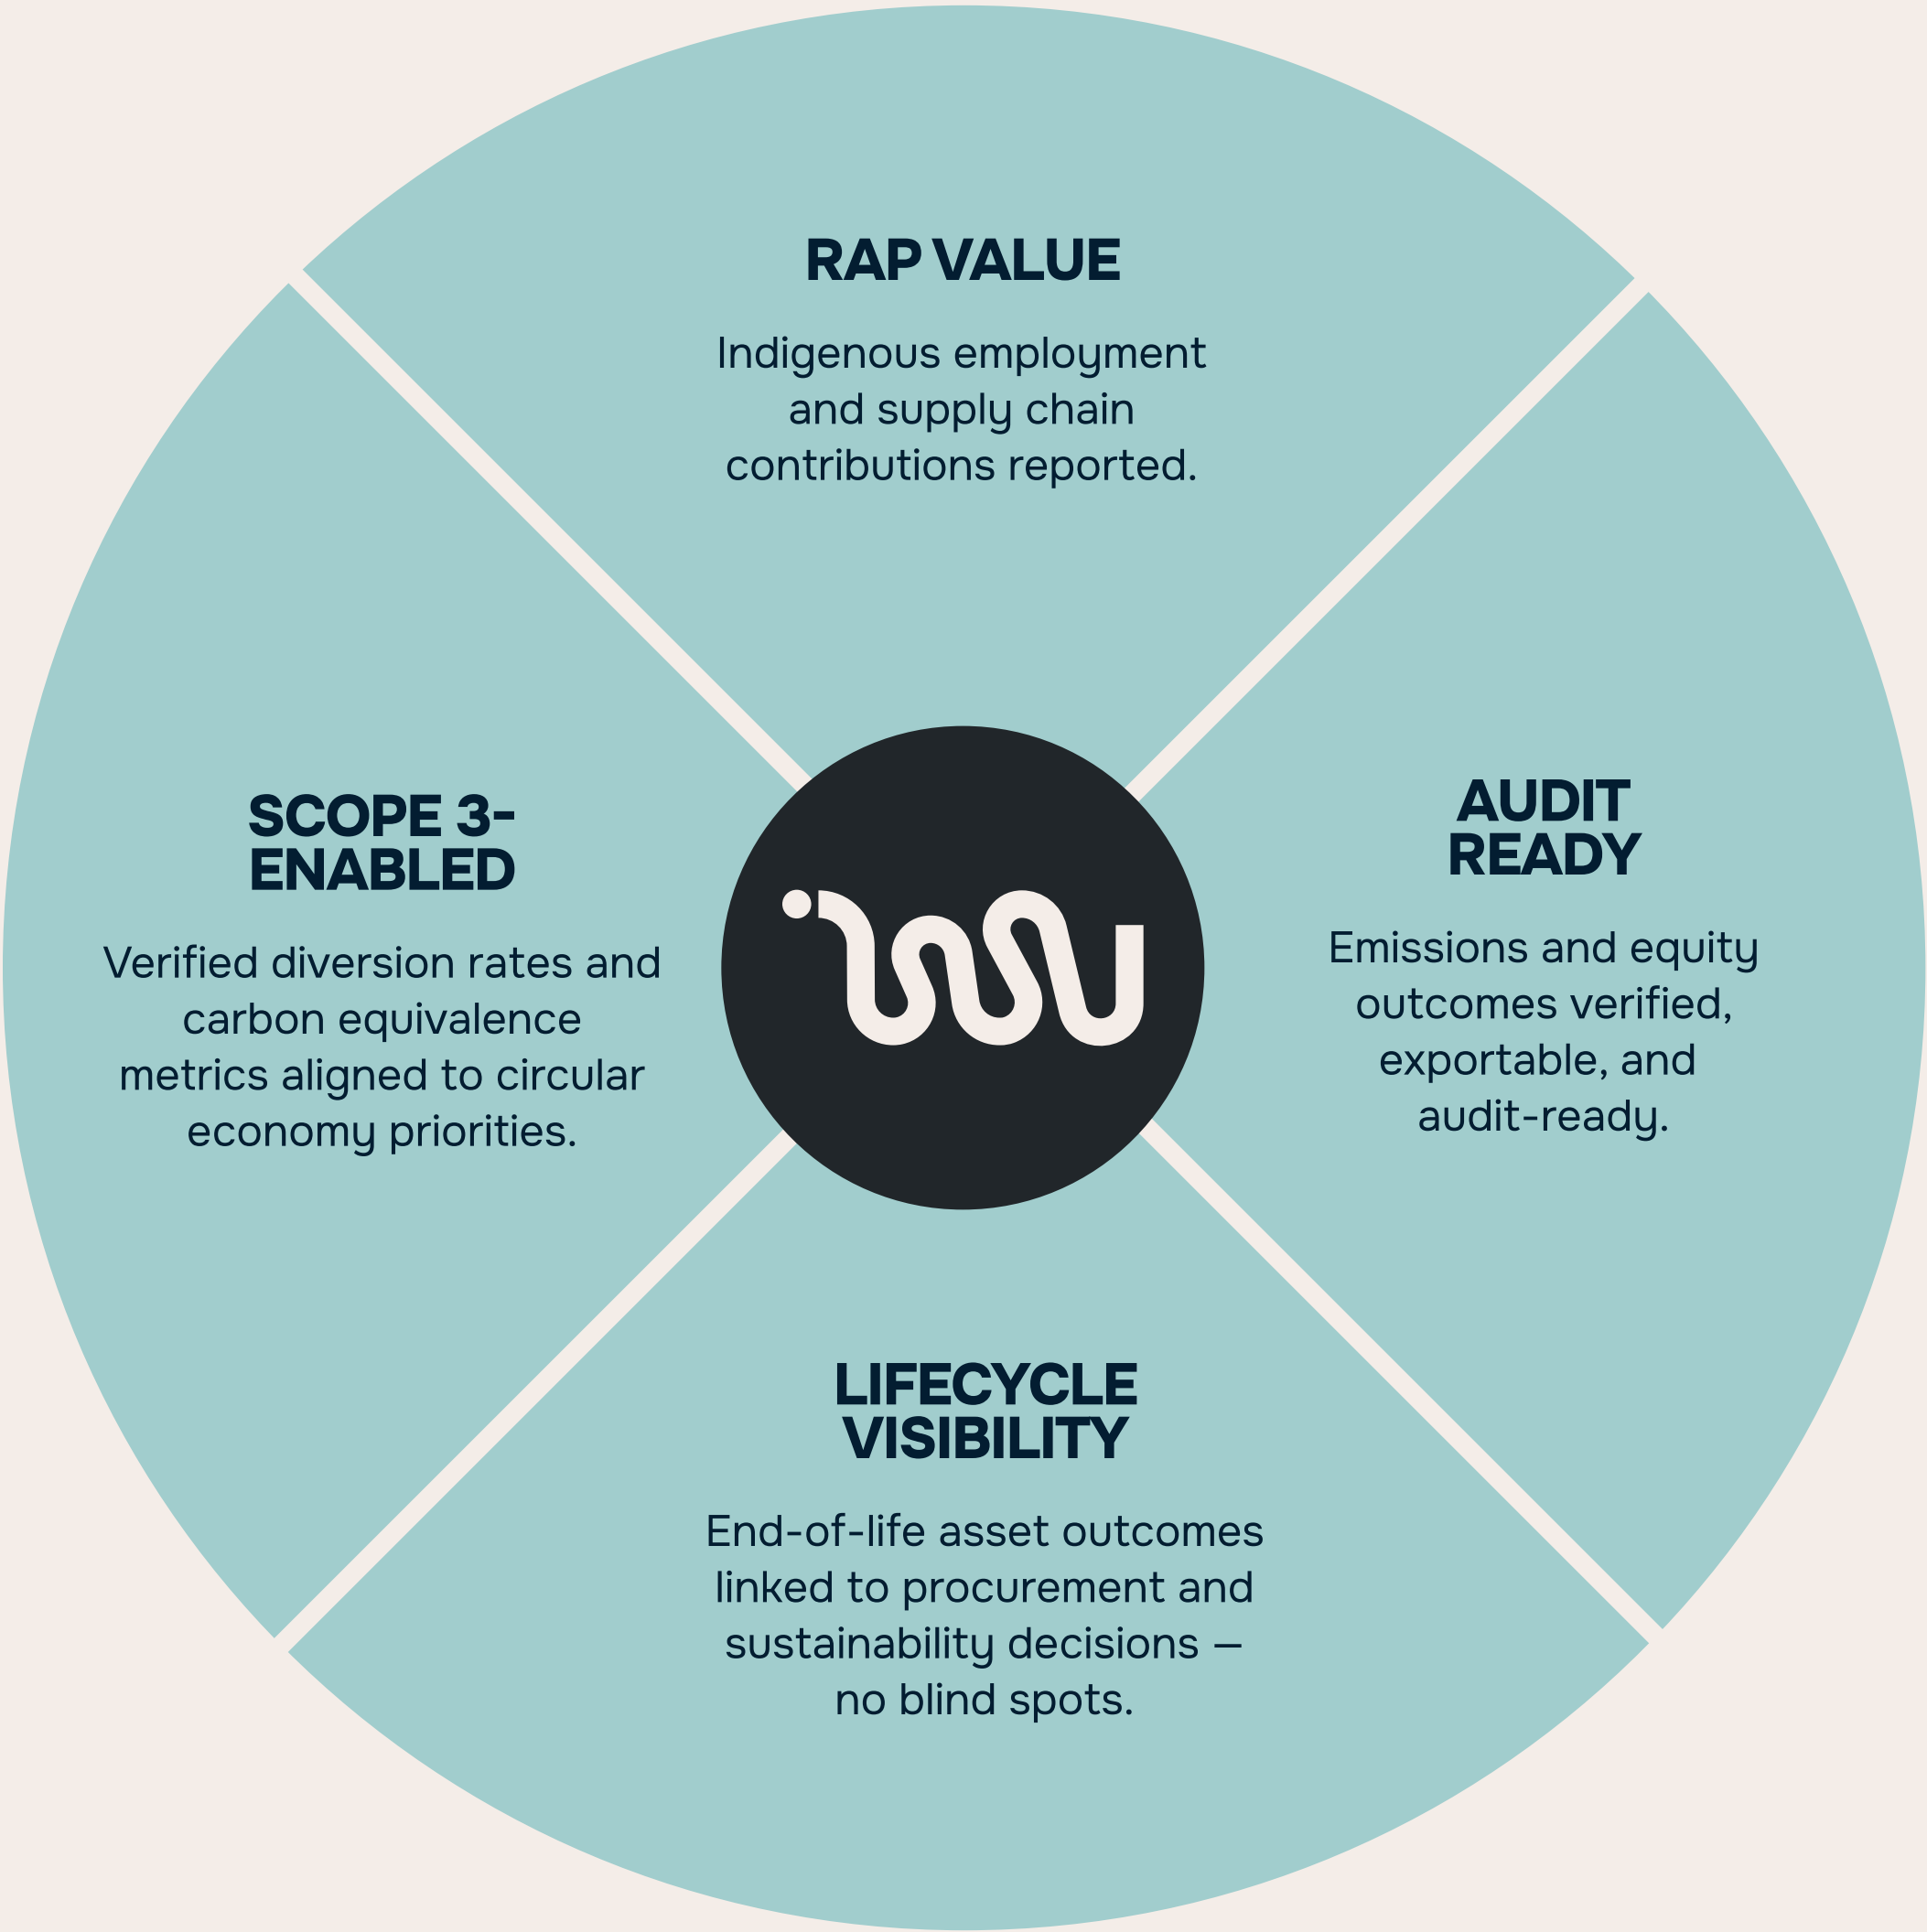 RAP VALUE
Indigenous employment
and supply chain
contributions reported.
SCOPE 3-
ENABLED
Verified diversion rates and
carbon equivalence
metrics aligned to circular
economy priorities.
AUDIT
READY
Emissions and equity
outcomes verified,
exportable, and
audit-ready.
LIFECYCLE
VISIBILITY
End-of-life asset outcomes
linked to procurement and
sustainability decisions —
no blind spots.